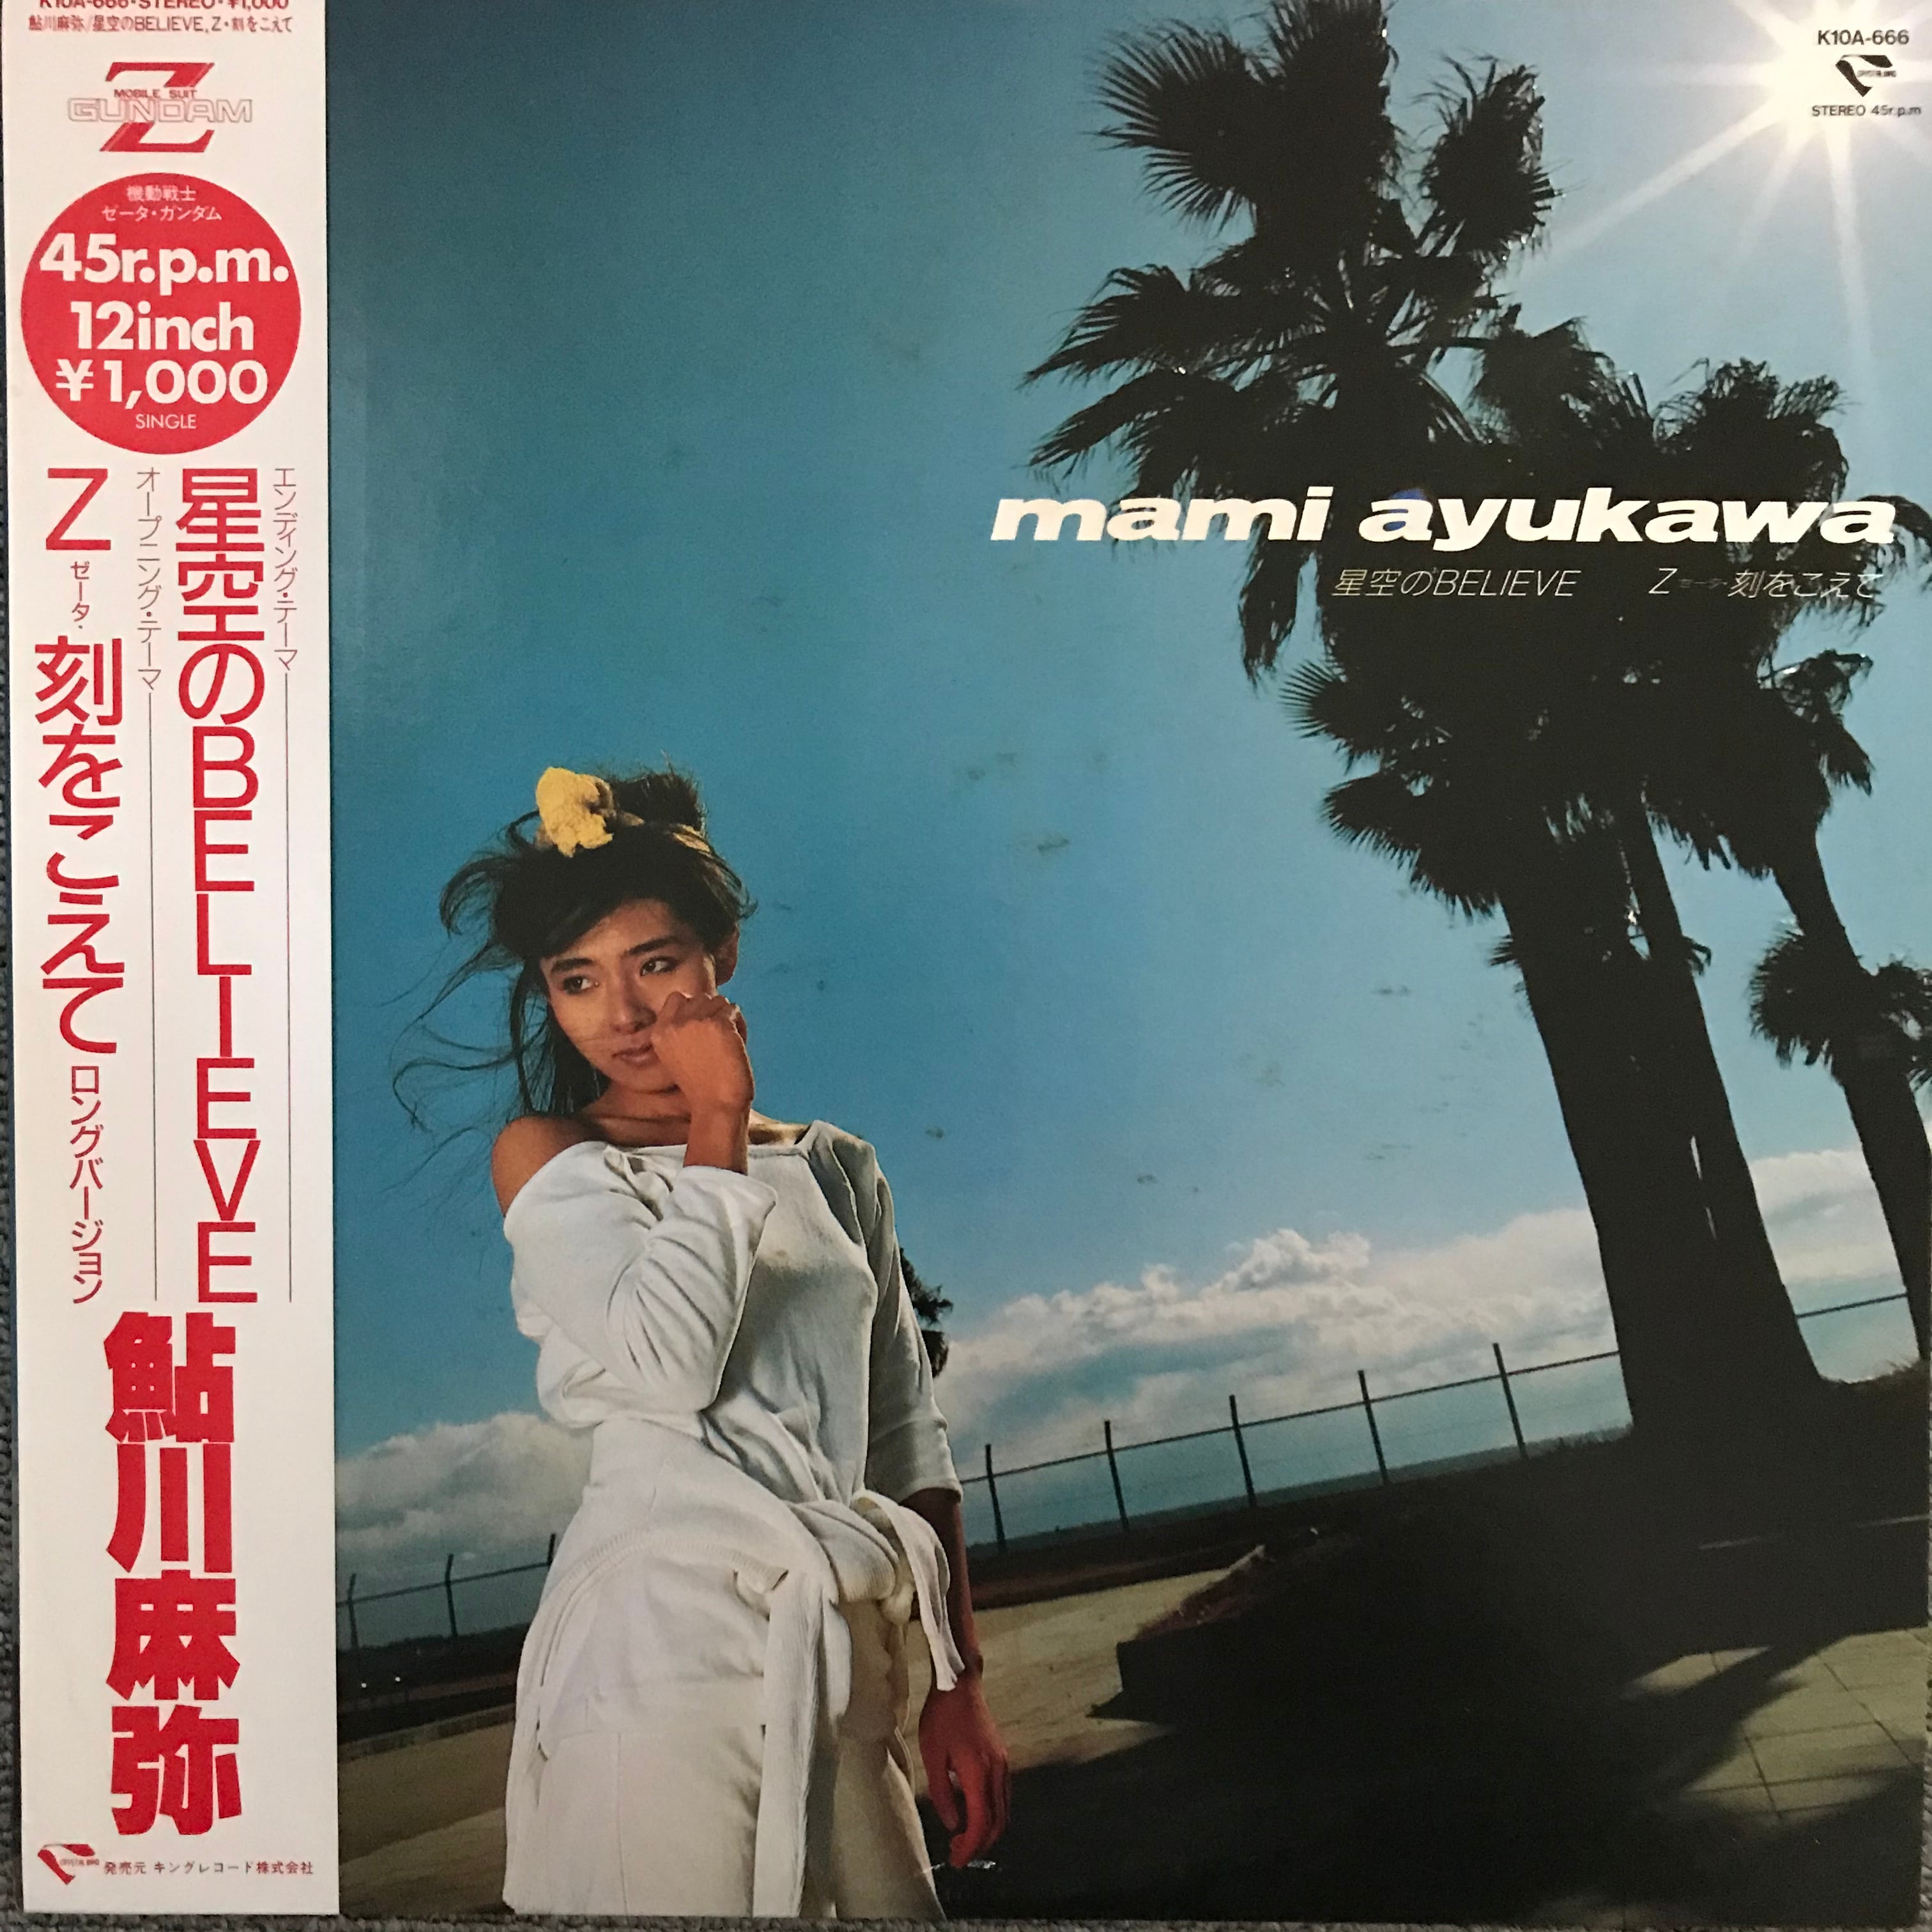 K10A-666・STEREO・¥1,000
鮎川麻弥/星空のBELIEVE, Z・刻をこえて
MOBILE SUIT
Z GUNDAM
機動戦士
ゼータ・ガンダム
45r.p.m.
12inch
¥1,000
SINGLE
エンディング・テーマ
星空のBELIEVE
オープニング・テーマ
Z ゼータ・刻をこえて ロングバージョン
鮎川麻弥
発売元 キングレコード株式会社
K10A-666
STEREO 45r.p.m
mami ayukawa
星空のBELIEVE Z ゼータ・刻をこえて